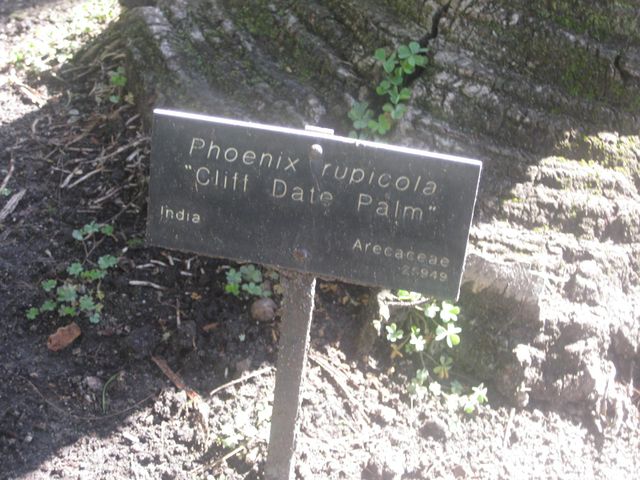 Phoenix rupicola
"Cliff Date Palm"
India
Arecaceae
25949